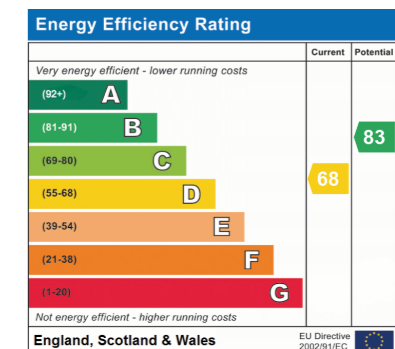 Energy Efficiency Rating
Current Potential
Very energy efficient - lower running costs
(92+) A
(81-91) B
83
(69-80) C
68
(55-68) D
(39-54) E
(21-38) F
(1-20) G
Not energy efficient - higher running costs
England, Scotland & Wales
EU Directive
2002/91/EC